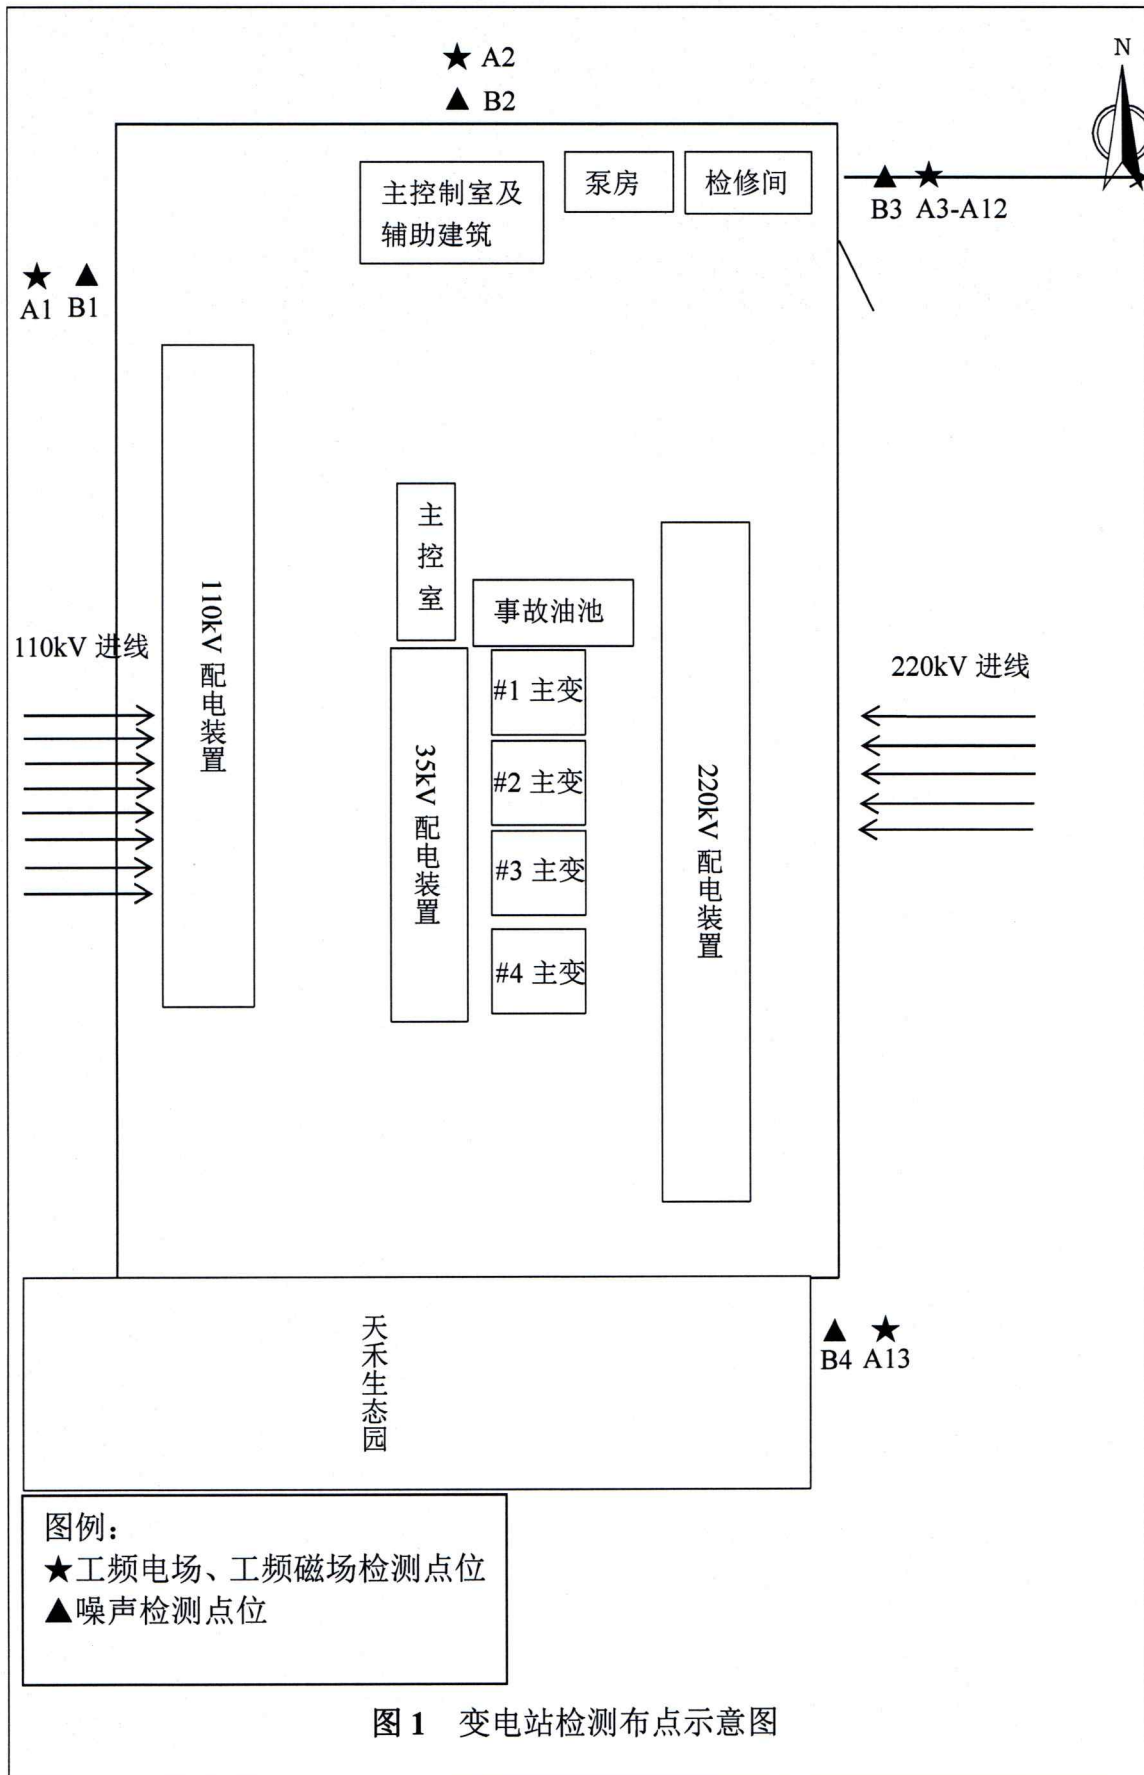 ★ A2
▲ B2
N
主控制室及
辅助建筑
泵房
检修间
B3 A3-A12
A1 B1
主控室
110kV 配电装置
事故油池
110kV 进线
220kV 进线
#1 主变
35kV 配电装置
#2 主变
220kV 配电装置
#3 主变
#4 主变
天禾生态园
B4 A13
图例：
★工频电场、工频磁场检测点位
▲噪声检测点位
图 1 变电站检测布点示意图